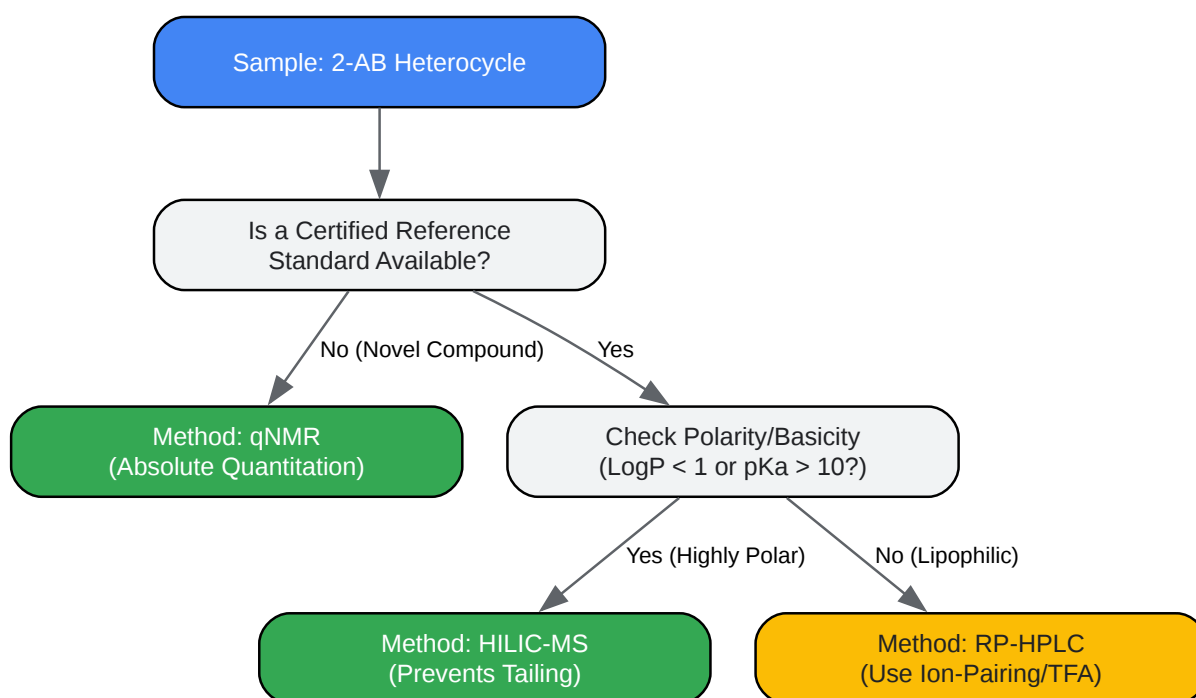 Sample: 2-AB Heterocycle
Is a Certified Reference
Standard Available?
No (Novel Compound)
Yes
Method: qNMR
(Absolute Quantitation)
Check Polarity/Basicity
(LogP < 1 or pKa > 10?)
Yes (Highly Polar)
No (Lipophilic)
Method: HILIC-MS
(Prevents Tailing)
Method: RP-HPLC
(Use Ion-Pairing/TFA)